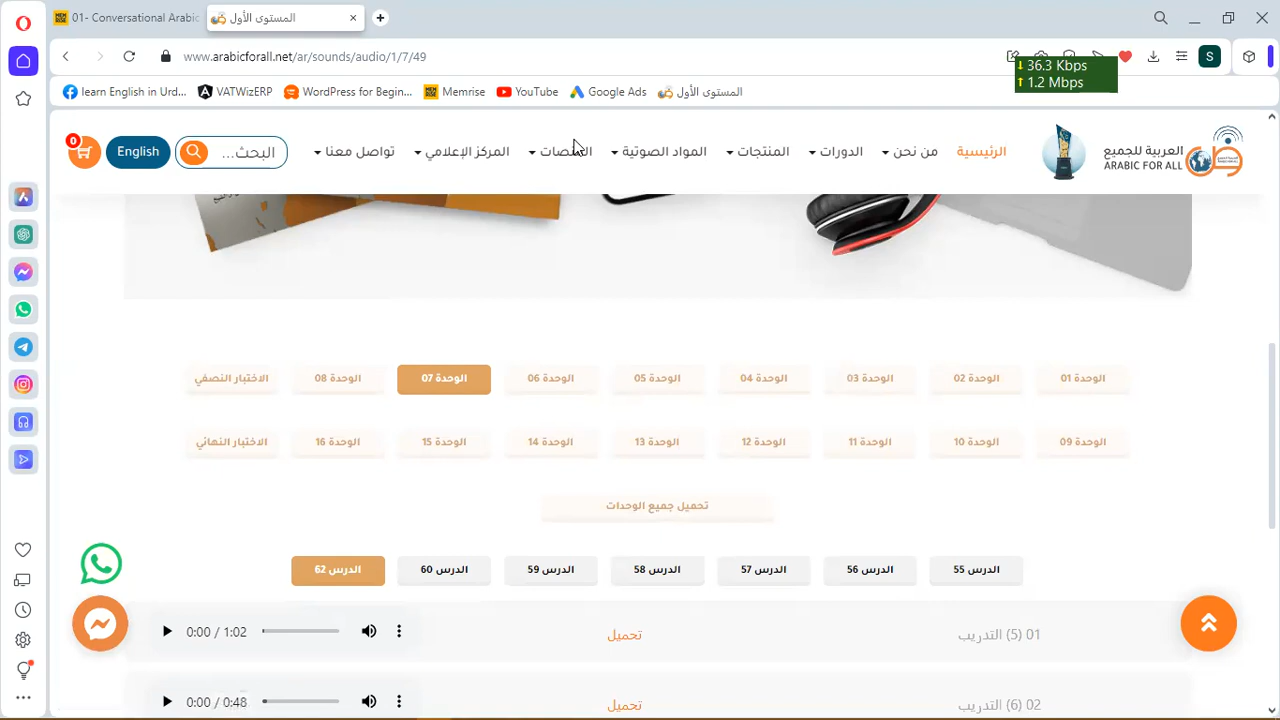 01- Conversational Arabic
المستوى الأول
www.arabicforall.net/ar/sounds/audio/1/7/49
S
36.3 Kbps
1.2 Mbps
learn English in Urd...
VATWizERP
WordPress for begin...
Memrise
YouTube
Google Ads
المستوى الأول
الرئيسية
من نحن
الدورات
المنتجات
المواد الصوتية
المنصات
المركز الإعلامي
تواصل معنا
البحث...
English
0
العربية للجميع
ARABIC FOR ALL
الوحدة 01
الوحدة 02
الوحدة 03
الوحدة 04
الوحدة 05
الوحدة 06
الوحدة 07
الوحدة 08
الاختبار النصفي
الوحدة 09
الوحدة 10
الوحدة 11
الوحدة 12
الوحدة 13
الوحدة 14
الوحدة 15
الوحدة 16
الاختبار النهائي
تحميل جميع الوحدات
الدرس 55
الدرس 56
الدرس 57
الدرس 58
الدرس 59
الدرس 60
الدرس 62
01 (5) التدريب
تحميل
0:00 / 1:02
02 (6) التدريب
تحميل
0:00 / 0:48